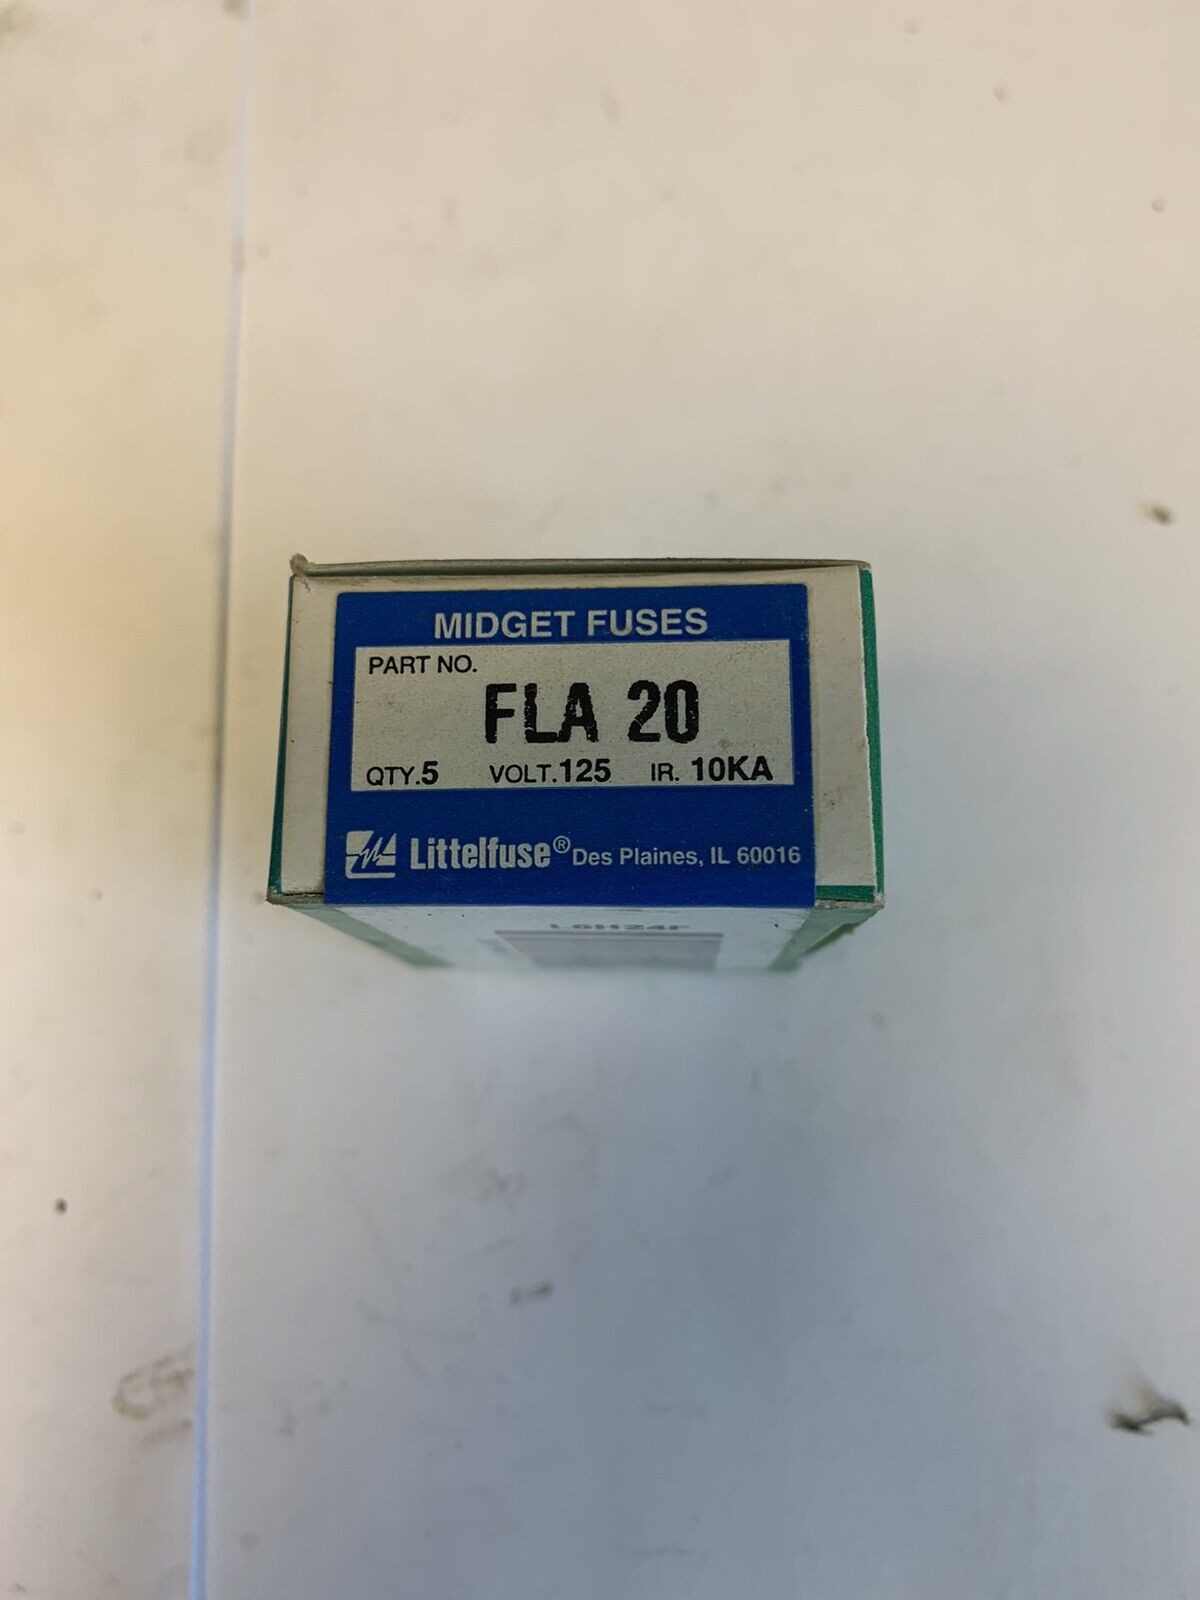 MIDGET FUSES
PART NO.
FLA 20
QTY.5 VOLT.125 IR. 10KA
Littelfuse® Des Plaines, IL 60016